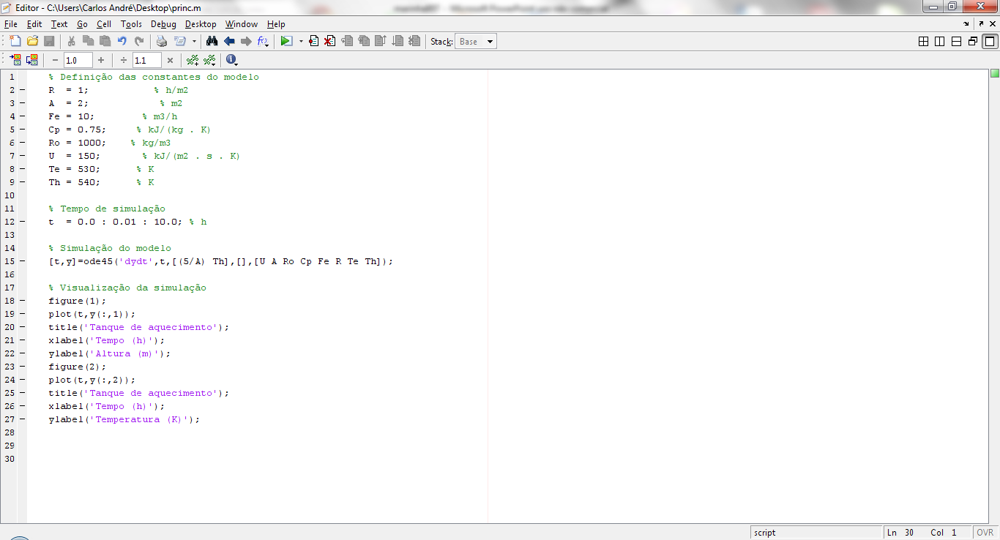 Editor - C:\Users\Carlos André\Desktop\princ.m
File Edit Text Go Cell Tools Debug Desktop Window Help
Stack: Base
1.0 1.1
1 % Definição das constantes do modelo
2 R = 1; % h/m2
3 A = 2; % m2
4 Fe = 10; % m3/h
5 Cp = 0.75; % kJ/(kg . K)
6 Ro = 1000; % kg/m3
7 U = 150; % kJ/(m2 . s . K)
8 Te = 530; % K
9 Th = 540; % K
10
11 % Tempo de simulação
12 t = 0.0 : 0.01 : 10.0; % h
13
14 % Simulação do modelo
15 [t,y]=ode45('dydt',t,[(5/A) Th],[],[U A Ro Cp Fe R Te Th]);
16
17 % Visualização da simulação
18 figure(1);
19 plot(t,y(:,1));
20 title('Tanque de aquecimento');
21 xlabel('Tempo (h)');
22 ylabel('Altura (m)');
23 figure(2);
24 plot(t,y(:,2));
25 title('Tanque de aquecimento');
26 xlabel('Tempo (h)');
27 ylabel('Temperatura (K)');
28
29
30
script Ln 30 Col 1 OVR